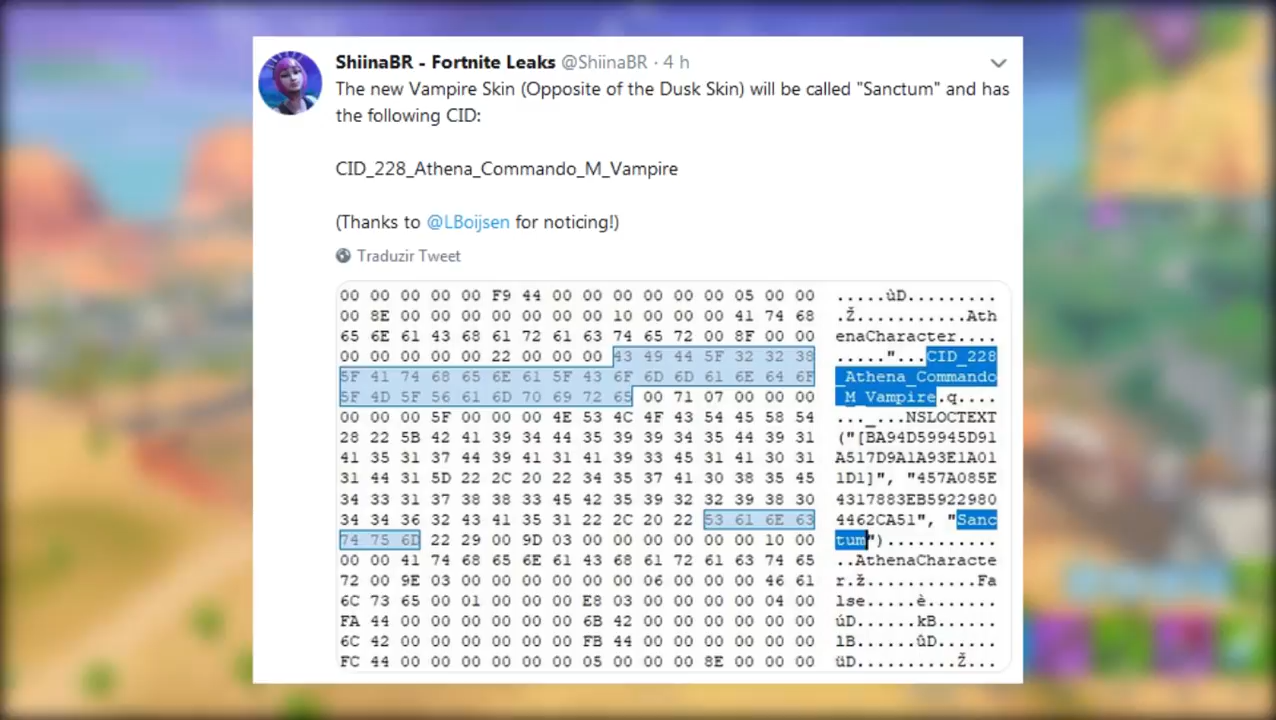 ShiinaBR - Fortnite Leaks @ShiinaBR · 4 h
The new Vampire Skin (Opposite of the Dusk Skin) will be called "Sanctum" and has
the following CID:
CID_228_Athena_Commando_M_Vampire
(Thanks to @LBoijsen for noticing!)
Traduzir Tweet
00 00 00 00 00 F9 44 00 00 00 00 00 00 05 00 00 .....ùD.........
00 8E 00 00 00 00 00 00 00 10 00 00 00 41 74 68 .Ž...........Ath
65 6E 61 43 68 61 72 61 63 74 65 72 00 8F 00 00 enaCharacter....
00 00 00 00 00 22 00 00 00 43 49 44 5F 32 32 38 ....."...CID_228
5F 41 74 68 65 6E 61 5F 43 6F 6D 6D 61 6E 64 6F _Athena_Commando
5F 4D 5F 56 61 6D 70 69 72 65 00 71 07 00 00 00 _M_Vampire.q....
00 00 00 5F 00 00 00 4E 53 4C 4F 43 54 45 58 54 ..._...NSLOCTEXT
28 22 5B 42 41 39 34 44 35 39 39 34 35 44 39 31 ("[BA94D59945D91
41 35 31 37 44 39 41 31 41 39 33 45 31 41 30 31 A517D9A1A93E1A01
31 44 31 5D 22 2C 20 22 34 35 37 41 30 38 35 45 1D1]", "457A085E
34 33 31 37 38 38 33 45 42 35 39 32 32 39 38 30 4317883EB5922980
34 34 36 32 43 41 35 31 22 2C 20 22 53 61 6E 63 4462CA51", "Sanc
74 75 6D 22 29 00 9D 03 00 00 00 00 00 00 10 00 tum")...........
00 00 41 74 68 65 6E 61 43 68 61 72 61 63 74 65 ..AthenaCharacte
72 00 9E 03 00 00 00 00 00 00 06 00 00 00 46 61 r.ž...........Fa
6C 73 65 00 01 00 00 00 E8 03 00 00 00 00 04 00 lse.....è.......
FA 44 00 00 00 00 00 00 6B 42 00 00 00 00 00 00 úD......kB......
6C 42 00 00 00 00 00 00 FB 44 00 00 00 00 00 00 lB......ûD......
FC 44 00 00 00 00 00 00 05 00 00 00 8E 00 00 00 üD..........Ž...